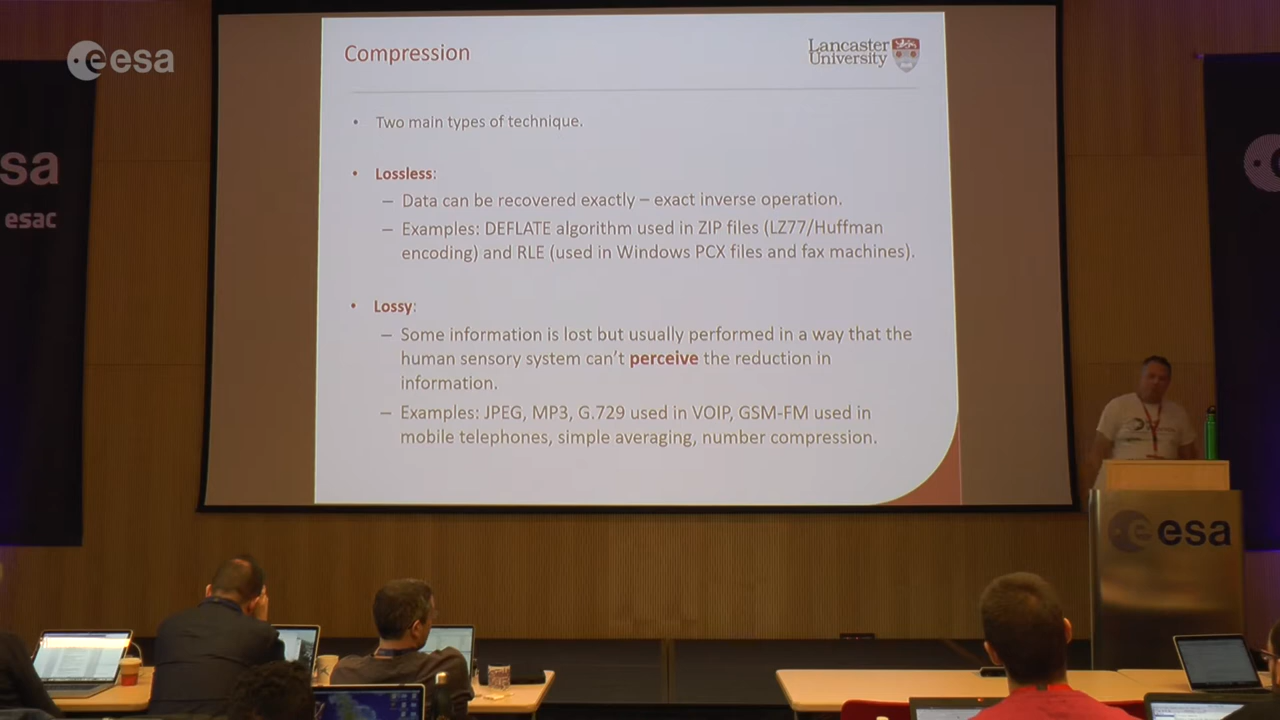 esa
Compression
Lancaster
University
• Two main types of technique.
• Lossless:
– Data can be recovered exactly – exact inverse operation.
– Examples: DEFLATE algorithm used in ZIP files (LZ77/Huffman
encoding) and RLE (used in Windows PCX files and fax machines).
• Lossy:
– Some information is lost but usually performed in a way that the
human sensory system can't perceive the reduction in
information.
– Examples: JPEG, MP3, G.729 used in VOIP, GSM-FM used in
mobile telephones, simple averaging, number compression.
sa
esac
esa